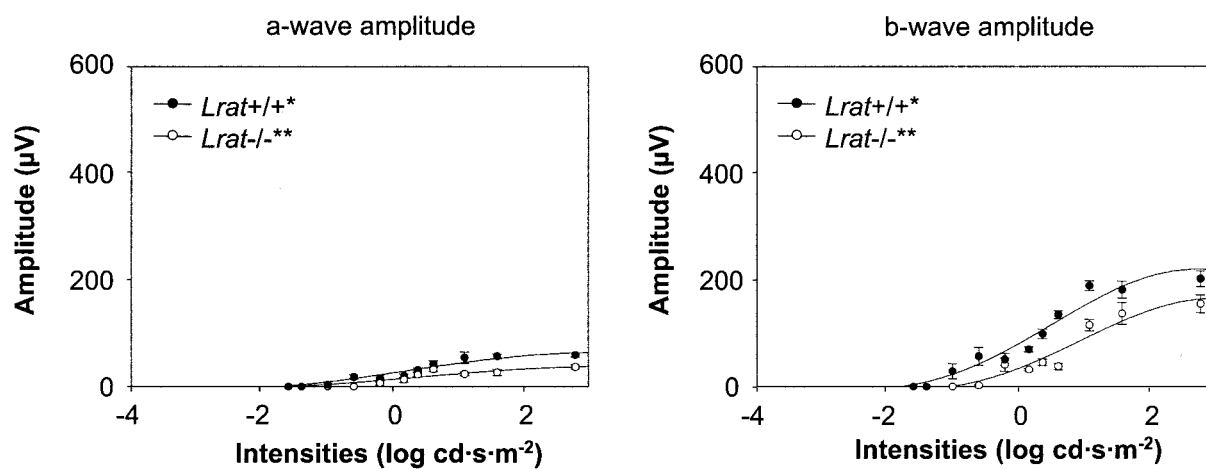 a-wave amplitude
600
400
200
0
Amplitude (µV)
Lrat+/+*
Lrat-/-**
-4
-2
0
2
Intensities (log cd·s·m-2)
b-wave amplitude
600
400
200
0
Amplitude (µV)
Lrat+/+*
Lrat-/-**
-4
-2
0
2
Intensities (log cd·s·m-2)